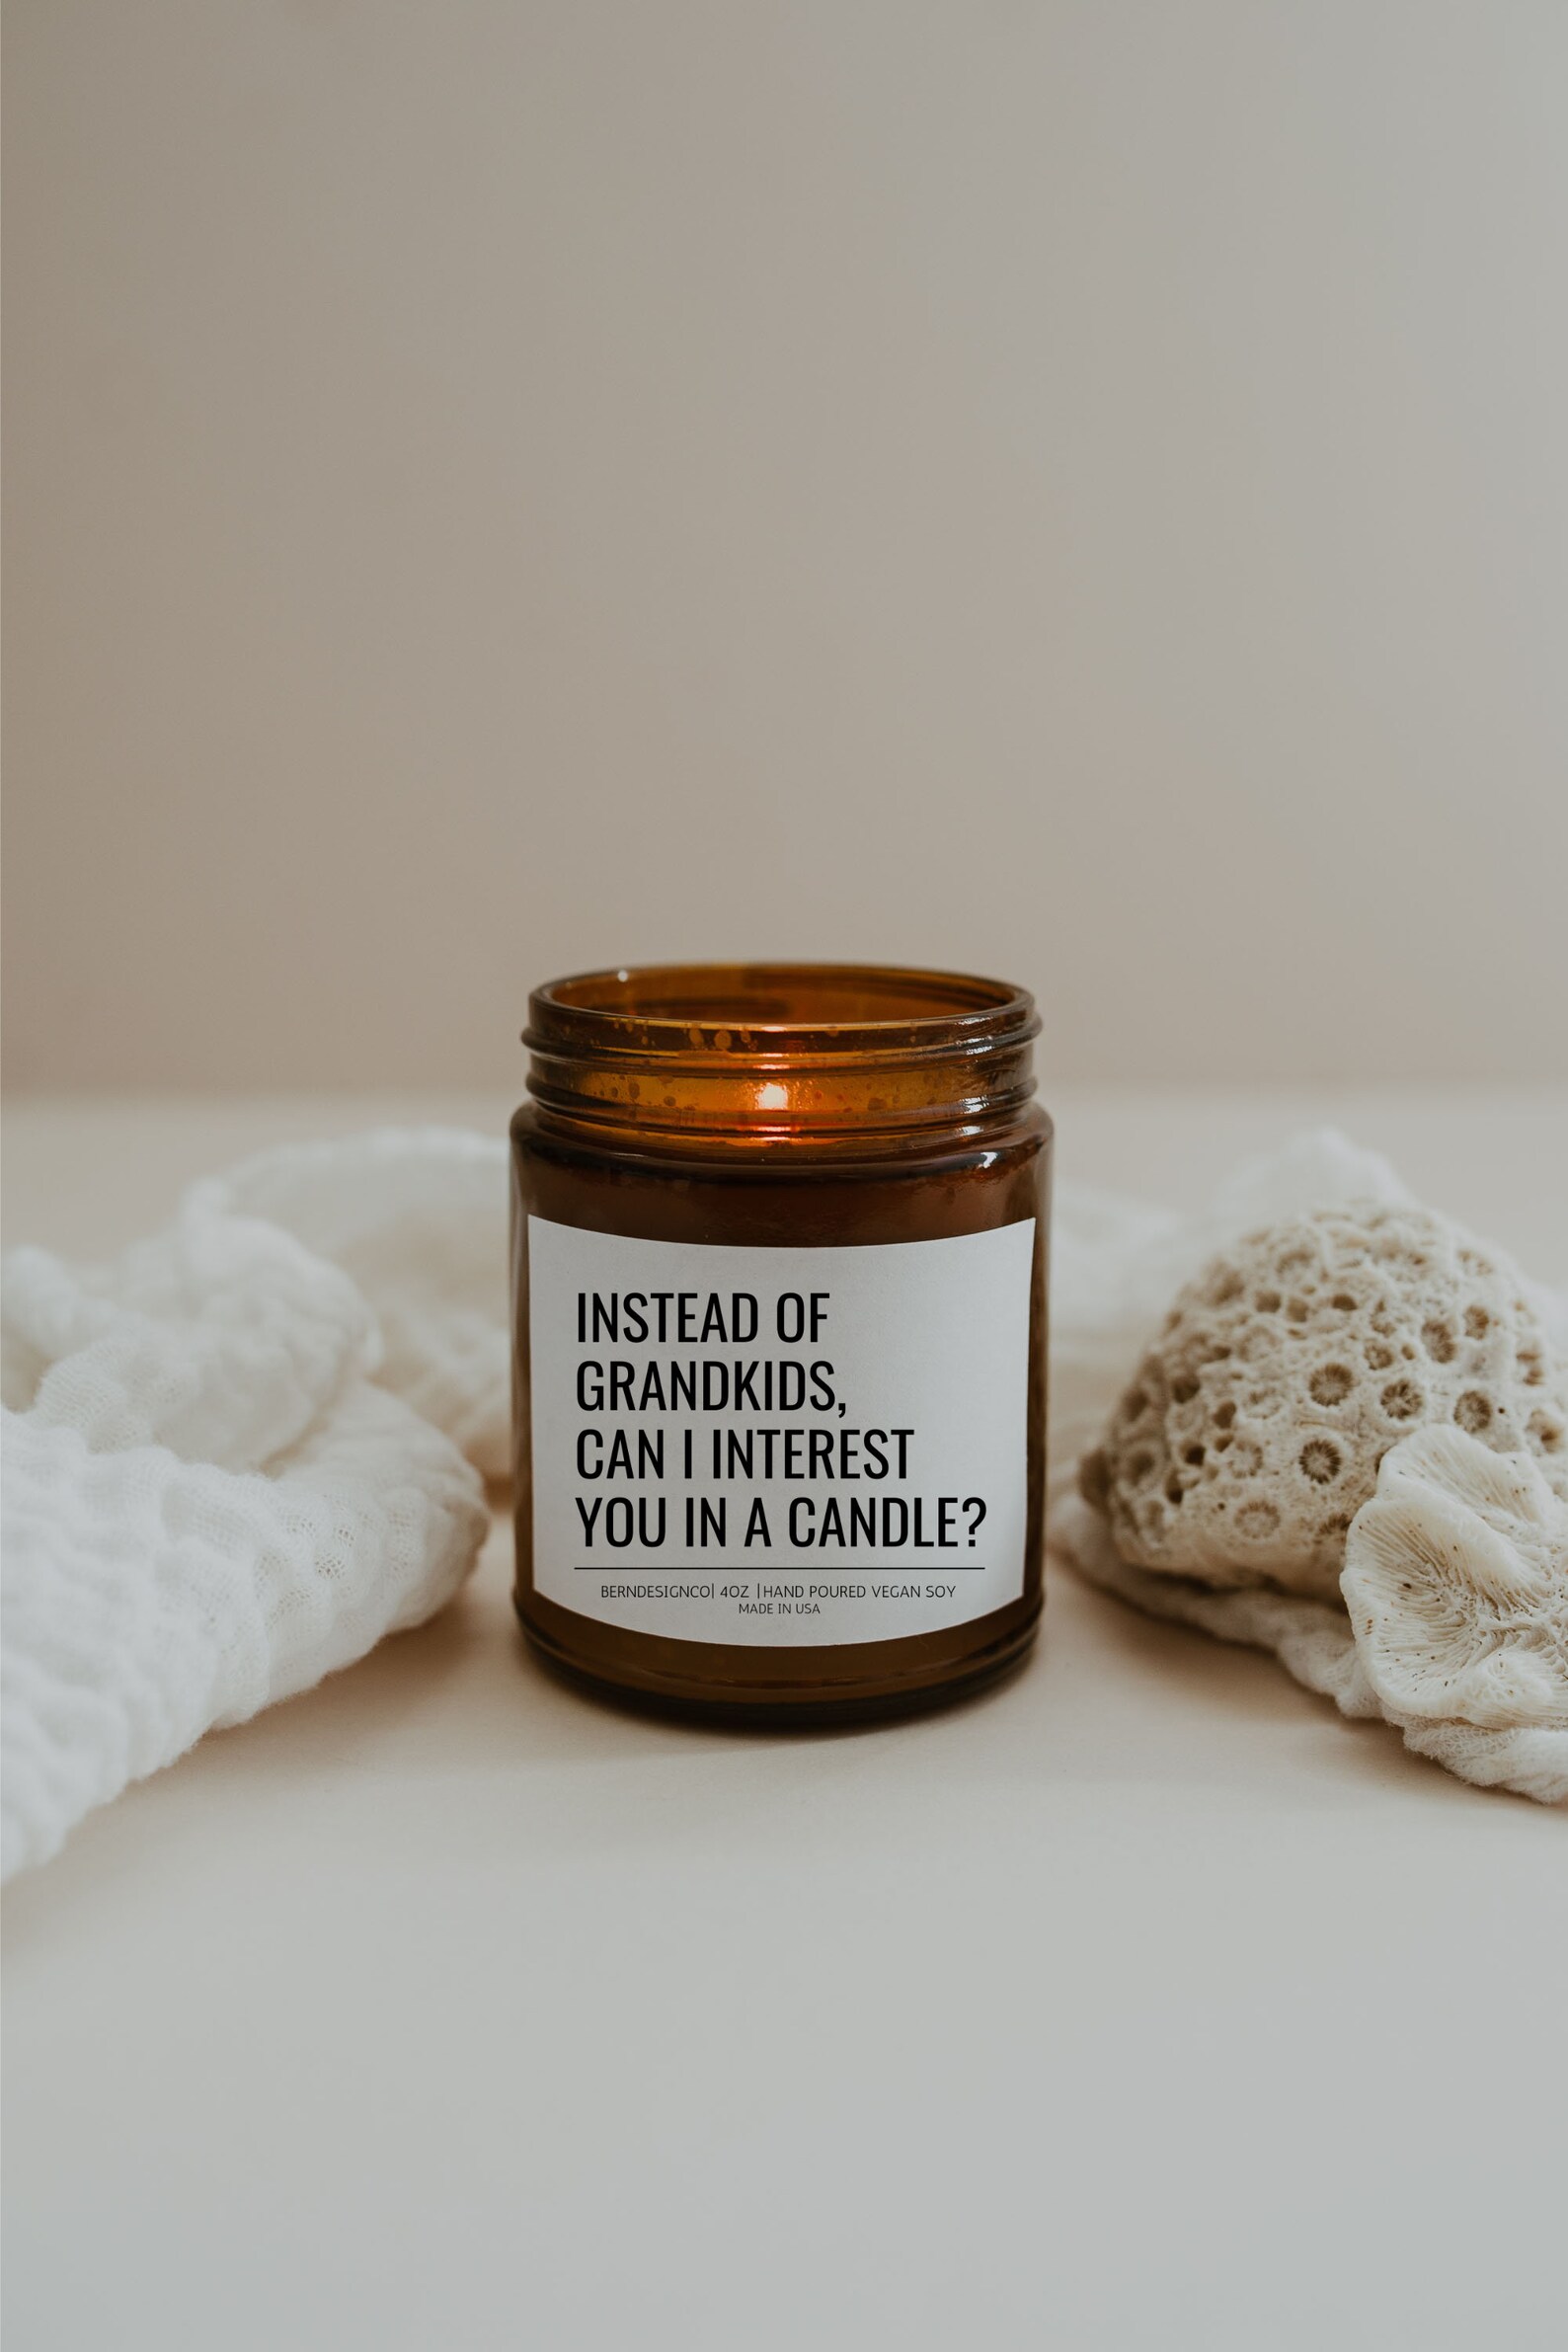 INSTEAD OF
GRANDKIDS,
CAN I INTEREST
YOU IN A CANDLE?
BERNDESIGNCO| 4OZ |HAND POURED VEGAN SOY
MADE IN USA